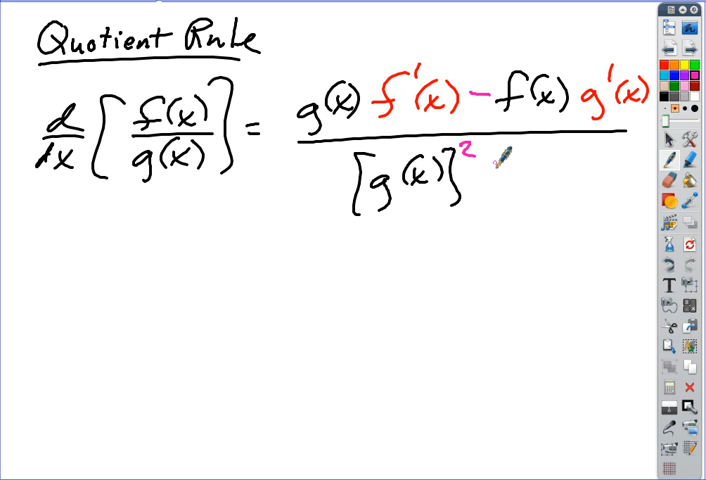 Quotient Rule
d/dx [ f(x)/g(x) ] = g(x) f'(x) - f(x) g'(x) / [g(x)]²